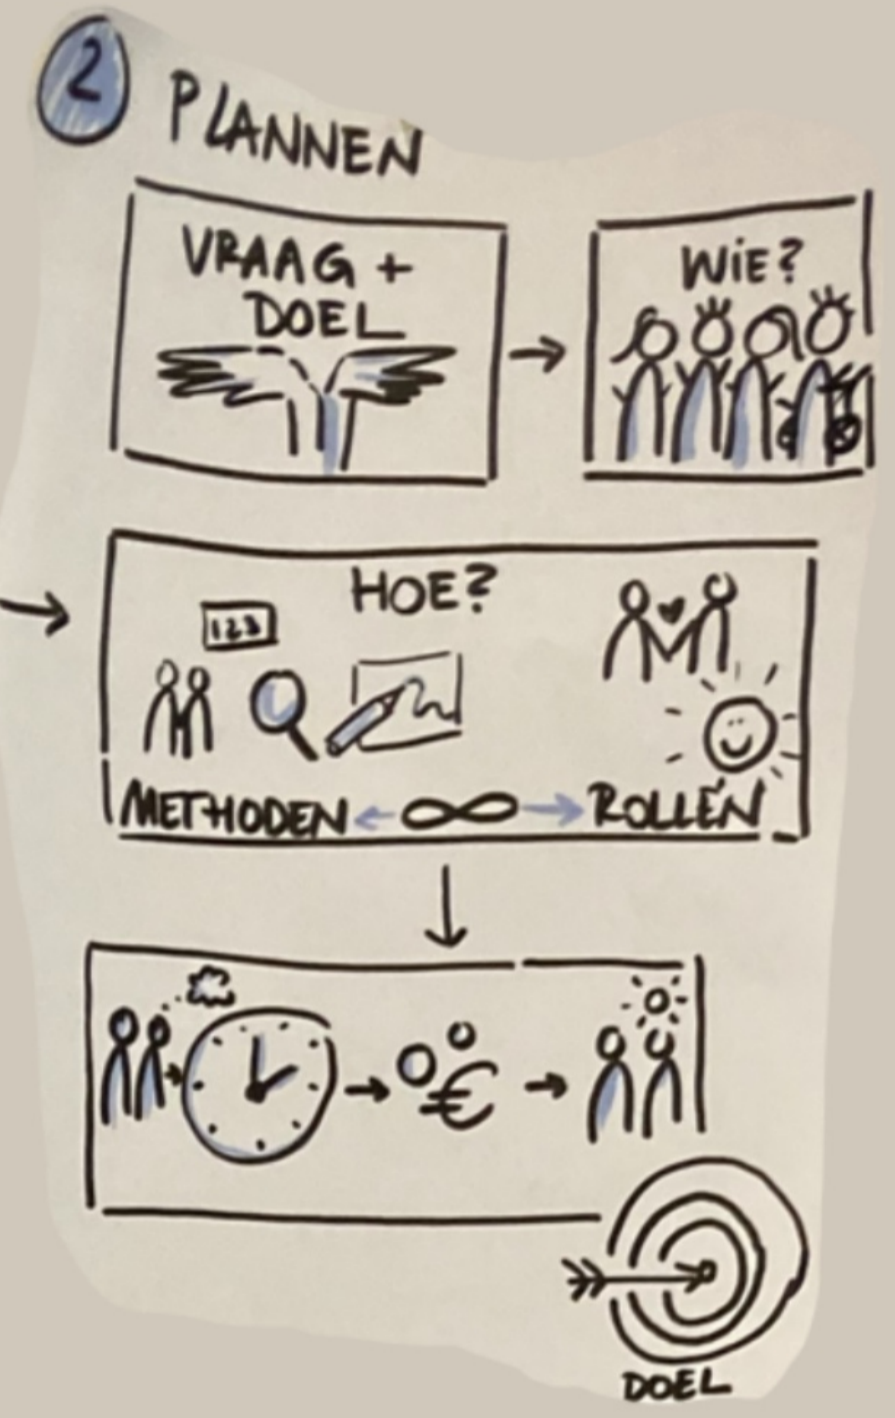 2
PLANNEN
VRAAG +
DOEL
WIE?
HOE?
123
METHODEN
ROLLEN
€
DOEL